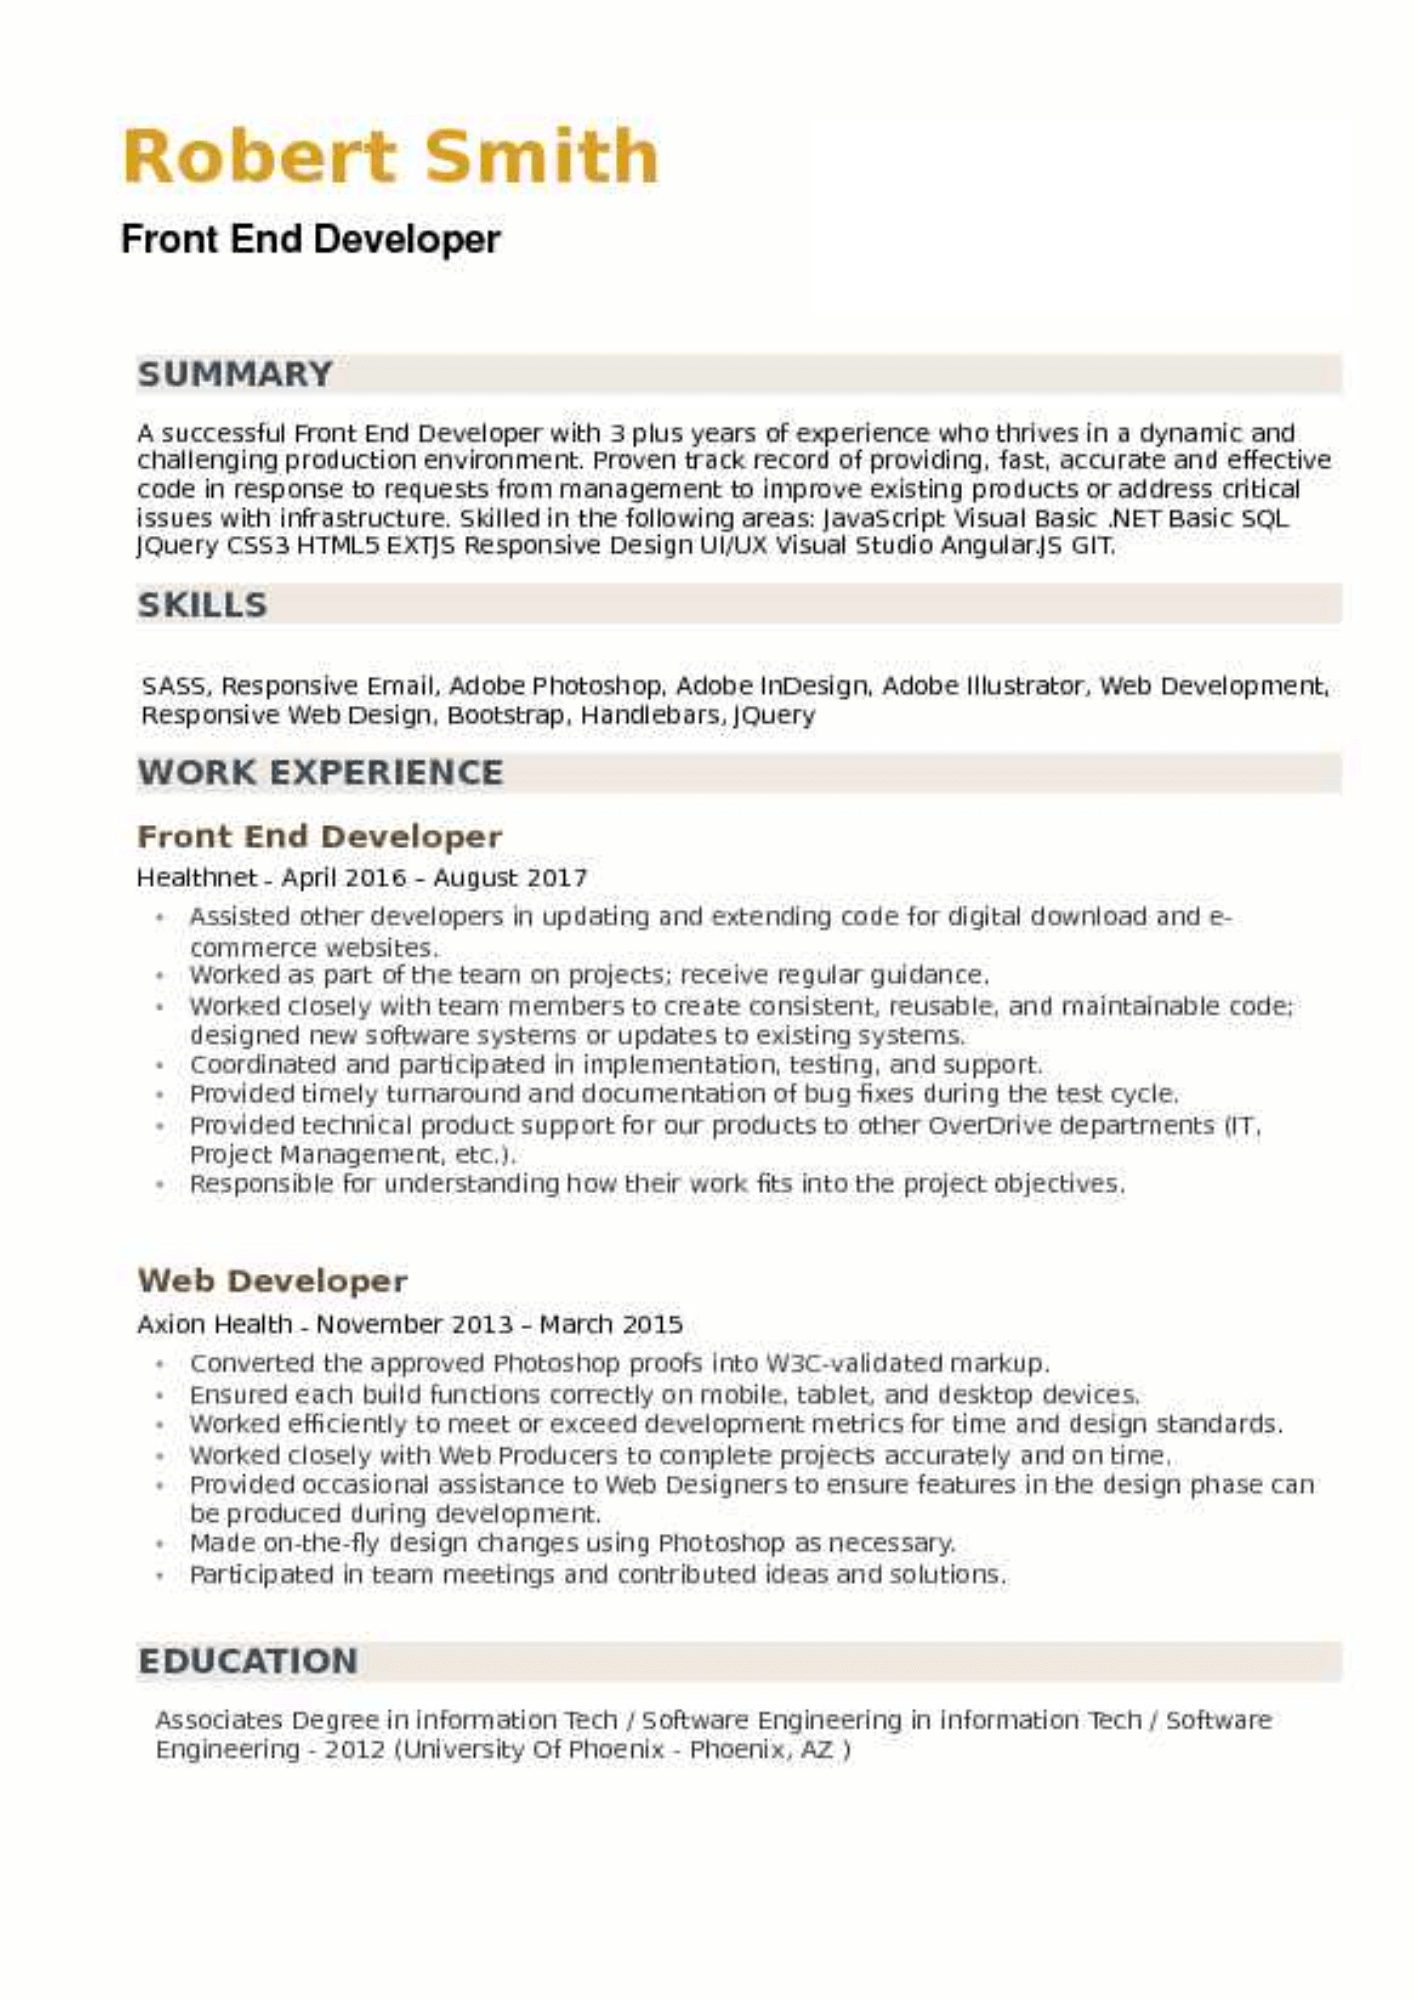 Robert Smith
Front End Developer
SUMMARY
A successful Front End Developer with 3 plus years of experience who thrives in a dynamic and
challenging production environment. Proven track record of providing, fast, accurate and effective
code in response to requests from management to improve existing products or address critical
issues with infrastructure. Skilled in the following areas: JavaScript Visual Basic .NET Basic SQL
JQuery CSS3 HTML5 EXTJS Responsive Design UI/UX Visual Studio AngularJS GIT.
SKILLS
SASS, Responsive Email, Adobe Photoshop, Adobe InDesign, Adobe Illustrator, Web Development,
Responsive Web Design, Bootstrap, Handlebars, JQuery
WORK EXPERIENCE
Front End Developer
Healthnet - April 2016 – August 2017
• Assisted other developers in updating and extending code for digital download and e-
commerce websites.
• Worked as part of the team on projects; receive regular guidance.
• Worked closely with team members to create consistent, reusable, and maintainable code;
designed new software systems or updates to existing systems.
• Coordinated and participated in implementation, testing, and support.
• Provided timely turnaround and documentation of bug fixes during the test cycle.
• Provided technical product support for our products to other OverDrive departments (IT,
Project Management, etc.).
• Responsible for understanding how their work fits into the project objectives.
Web Developer
Axion Health - November 2013 – March 2015
• Converted the approved Photoshop proofs into W3C-validated markup.
• Ensured each build functions correctly on mobile, tablet, and desktop devices.
• Worked efficiently to meet or exceed development metrics for time and design standards.
• Worked closely with Web Producers to complete projects accurately and on time.
• Provided occasional assistance to Web Designers to ensure features in the design phase can
be produced during development.
• Made on-the-fly design changes using Photoshop as necessary.
• Participated in team meetings and contributed ideas and solutions.
EDUCATION
Associates Degree in information Tech / Software Engineering in information Tech / Software
Engineering - 2012 (University Of Phoenix - Phoenix, AZ )